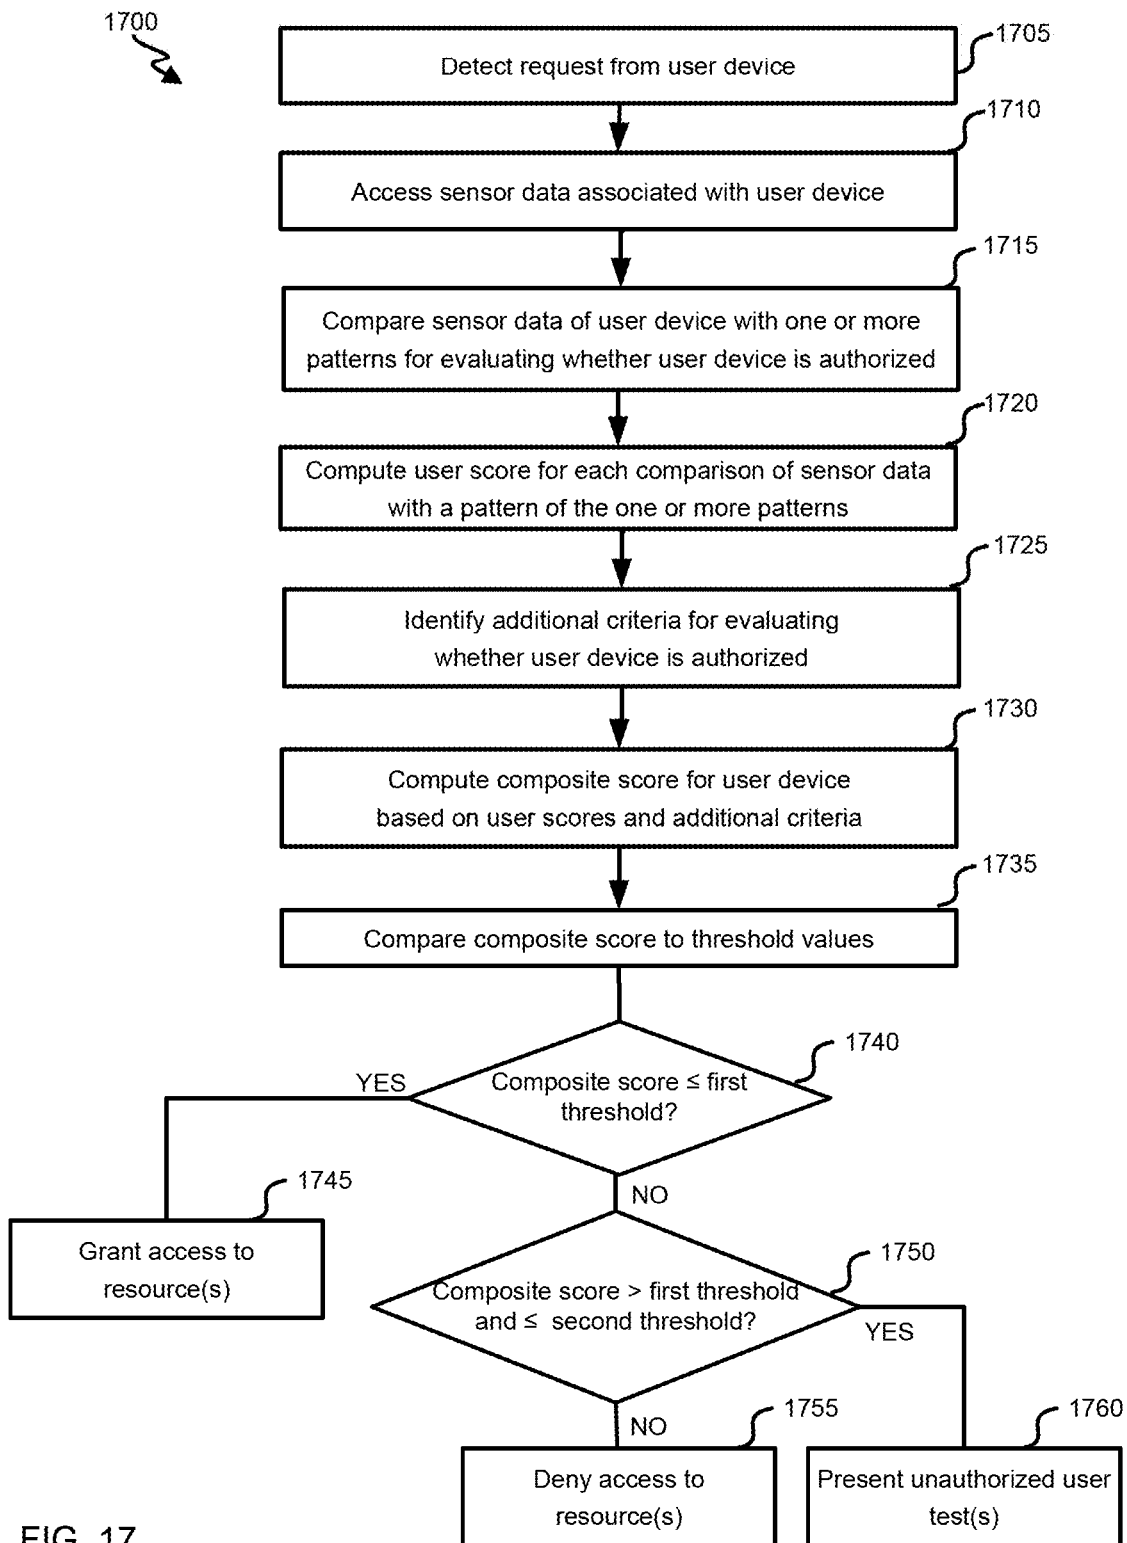 1700
1705
Detect request from user device
1710
Access sensor data associated with user device
1715
Compare sensor data of user device with one or more
patterns for evaluating whether user device is authorized
1720
Compute user score for each comparison of sensor data
with a pattern of the one or more patterns
1725
Identify additional criteria for evaluating
whether user device is authorized
1730
Compute composite score for user device
based on user scores and additional criteria
1735
Compare composite score to threshold values
1740
Composite score ≤ first
threshold?
YES
1745
Grant access to
resource(s)
NO
1750
Composite score > first threshold
and ≤ second threshold?
YES
NO
1755
Deny access to
resource(s)
1760
Present unauthorized user
test(s)
FIG. 17